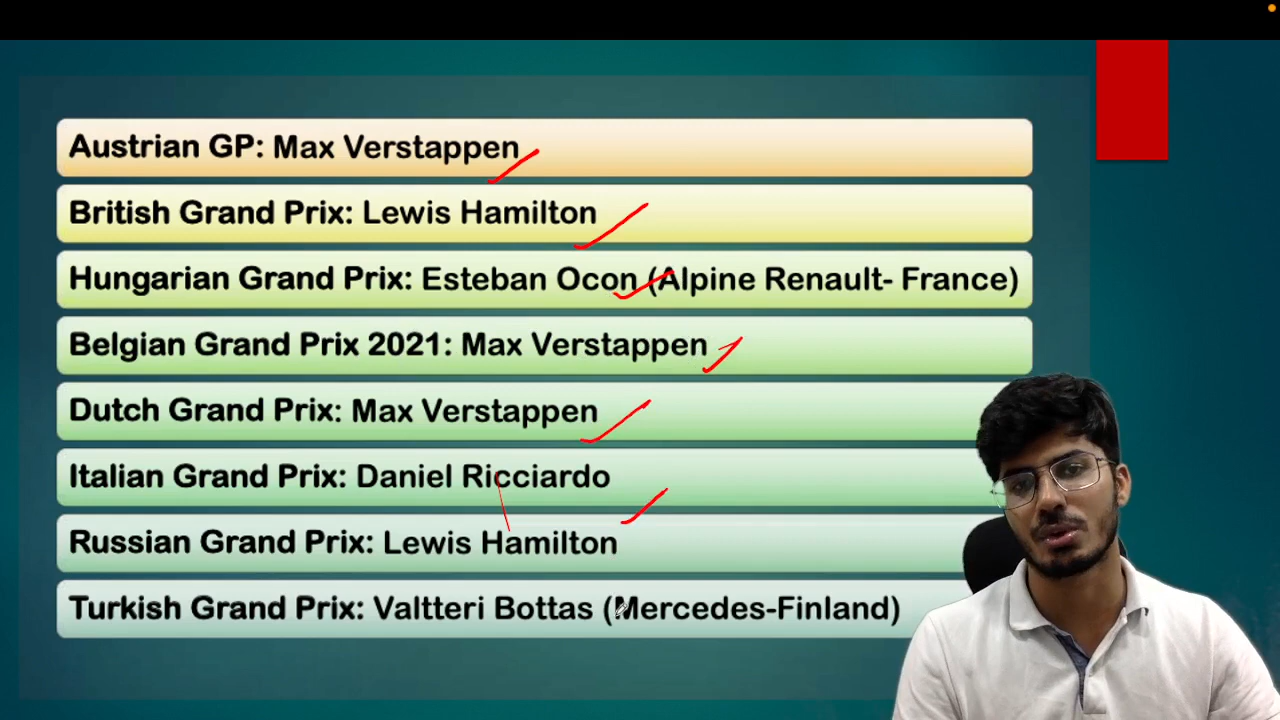 Austrian GP: Max Verstappen
British Grand Prix: Lewis Hamilton
Hungarian Grand Prix: Esteban Ocon (Alpine Renault- France)
Belgian Grand Prix 2021: Max Verstappen
Dutch Grand Prix: Max Verstappen
Italian Grand Prix: Daniel Ricciardo
Russian Grand Prix: Lewis Hamilton
Turkish Grand Prix: Valtteri Bottas (Mercedes-Finland)